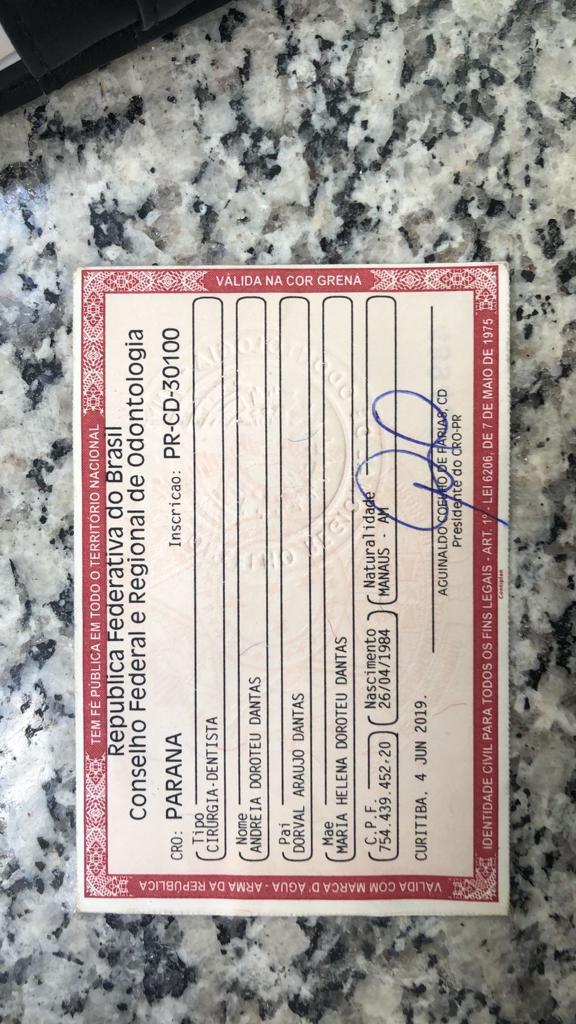 TEM FÉ PÚBLICA EM TODO O TERRITÓRIO NACIONAL
Republica Federativa do Brasil
Conselho Federal e Regional de Odontologia
CRO: PARANA Inscricao: PR-CD-30100
Tipo
CIRURGIA-DENTISTA
Nome
ANDREIA DOROTEU DANTAS
Pai
DORVAL ARAUJO DANTAS
Mae
MARIA HELENA DOROTEU DANTAS
C.P.F. Nascimento Naturalidade
754.439.452.20 26/04/1984 MANAUS - AM
CURITIBA. 4 JUN 2019.
AGUINALDO COELHO DE FARIAS, CD
Presidente do CRO-PR
IDENTIDADE CIVIL PARA TODOS OS FINS LEGAIS - ART. 1º - LEI 6206, DE 7 DE MAIO DE 1975
VÁLIDA COM MARCA D'ÁGUA - ARMA DA REPÚBLICA
VÁLIDA NA COR GRENÁ